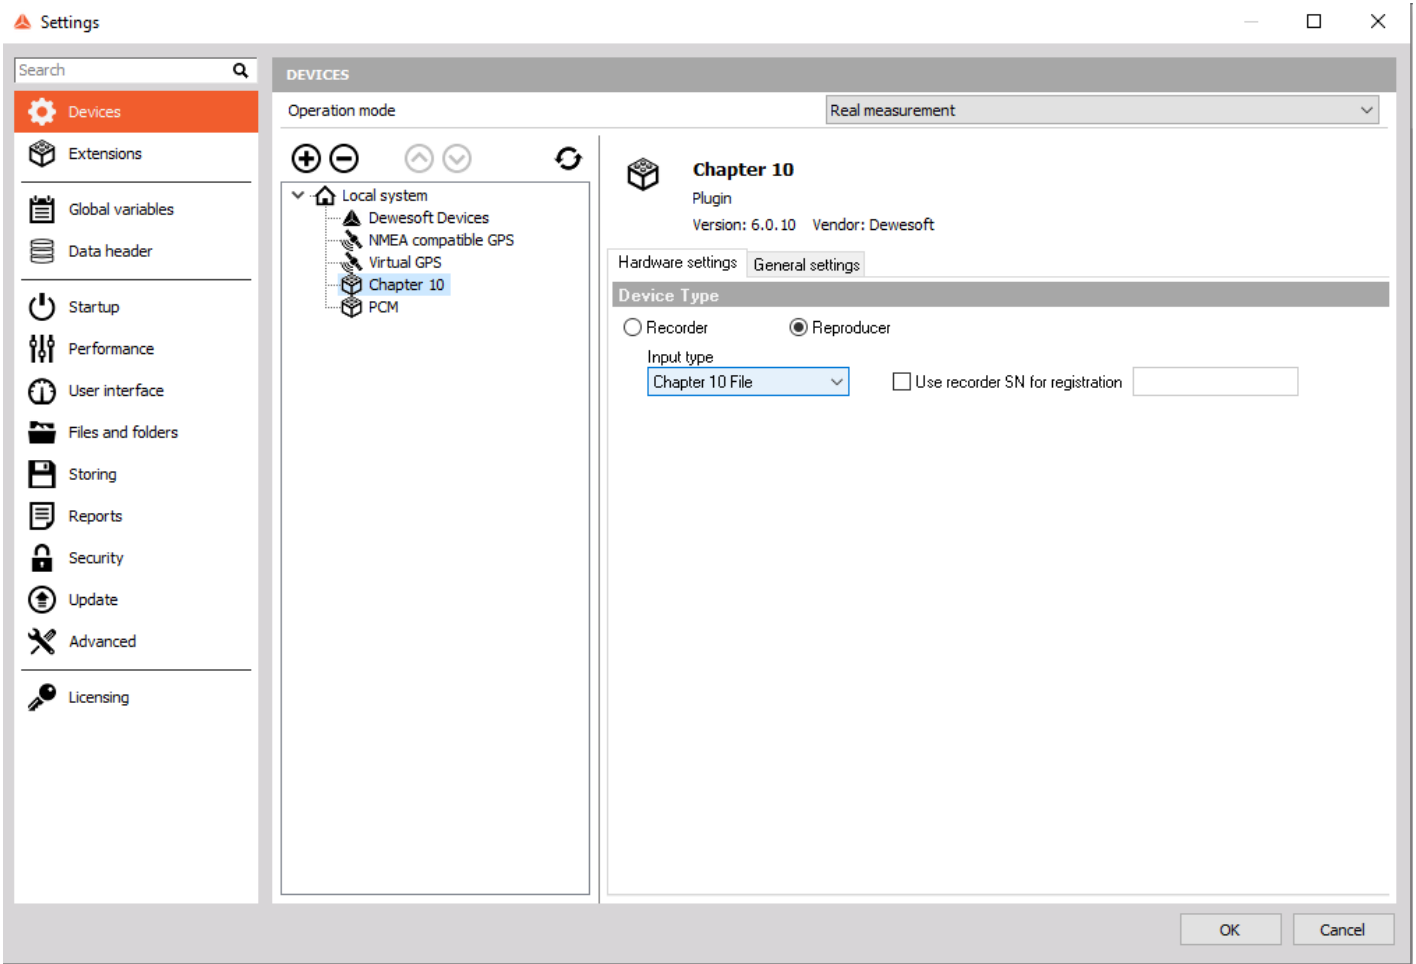 Settings
Search
Devices
Extensions
Global variables
Data header
Startup
Performance
User interface
Files and folders
Storing
Reports
Security
Update
Advanced
Licensing
DEVICES
Operation mode
Real measurement
Local system
Dewesoft Devices
NMEA compatible GPS
Virtual GPS
Chapter 10
PCM
Chapter 10
Plugin
Version: 6.0.10 Vendor: Dewesoft
Hardware settings General settings
Device Type
Recorder Reproducer
Input type
Chapter 10 File Use recorder SN for registration
OK Cancel